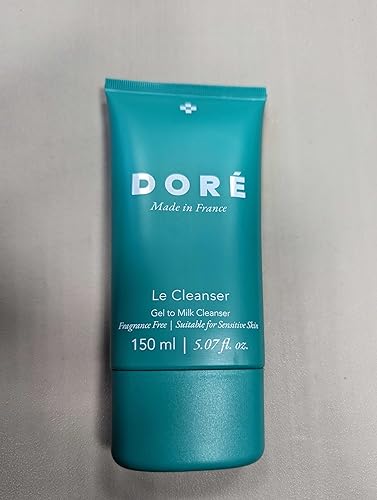 DORÉ
Made in France
Le Cleanser
Gel to Milk Cleanser
Fragrance Free | Suitable for Sensitive Skin
150 ml | 5.07 fl. oz.